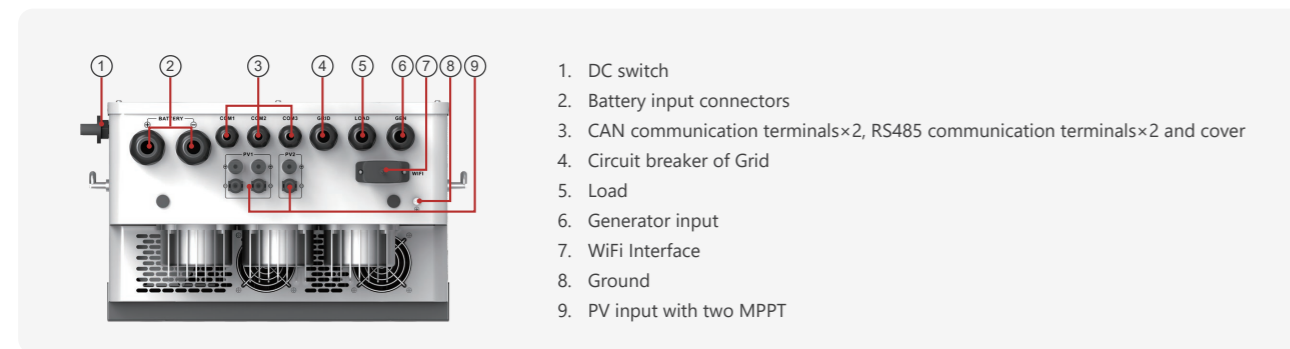 1 2 3 4 5 6 7 8 9
BATTERY COM1 COM2 COM3 GRID LOAD GEN
PV1 PV2
WIFI
1. DC switch
2. Battery input connectors
3. CAN communication terminals×2, RS485 communication terminals×2 and cover
4. Circuit breaker of Grid
5. Load
6. Generator input
7. WiFi Interface
8. Ground
9. PV input with two MPPT